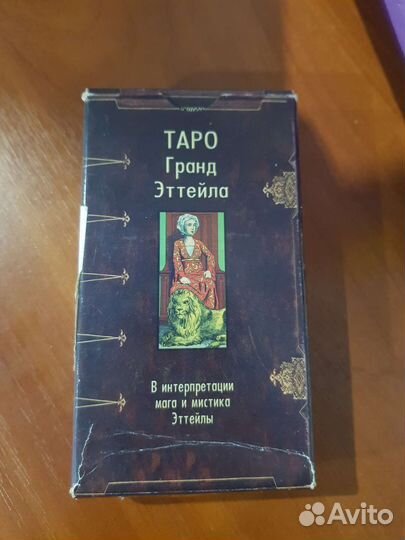 ТАРО
Гранд
Эттейла
В интерпретации
мага и мистика
Эттейлы
Avito